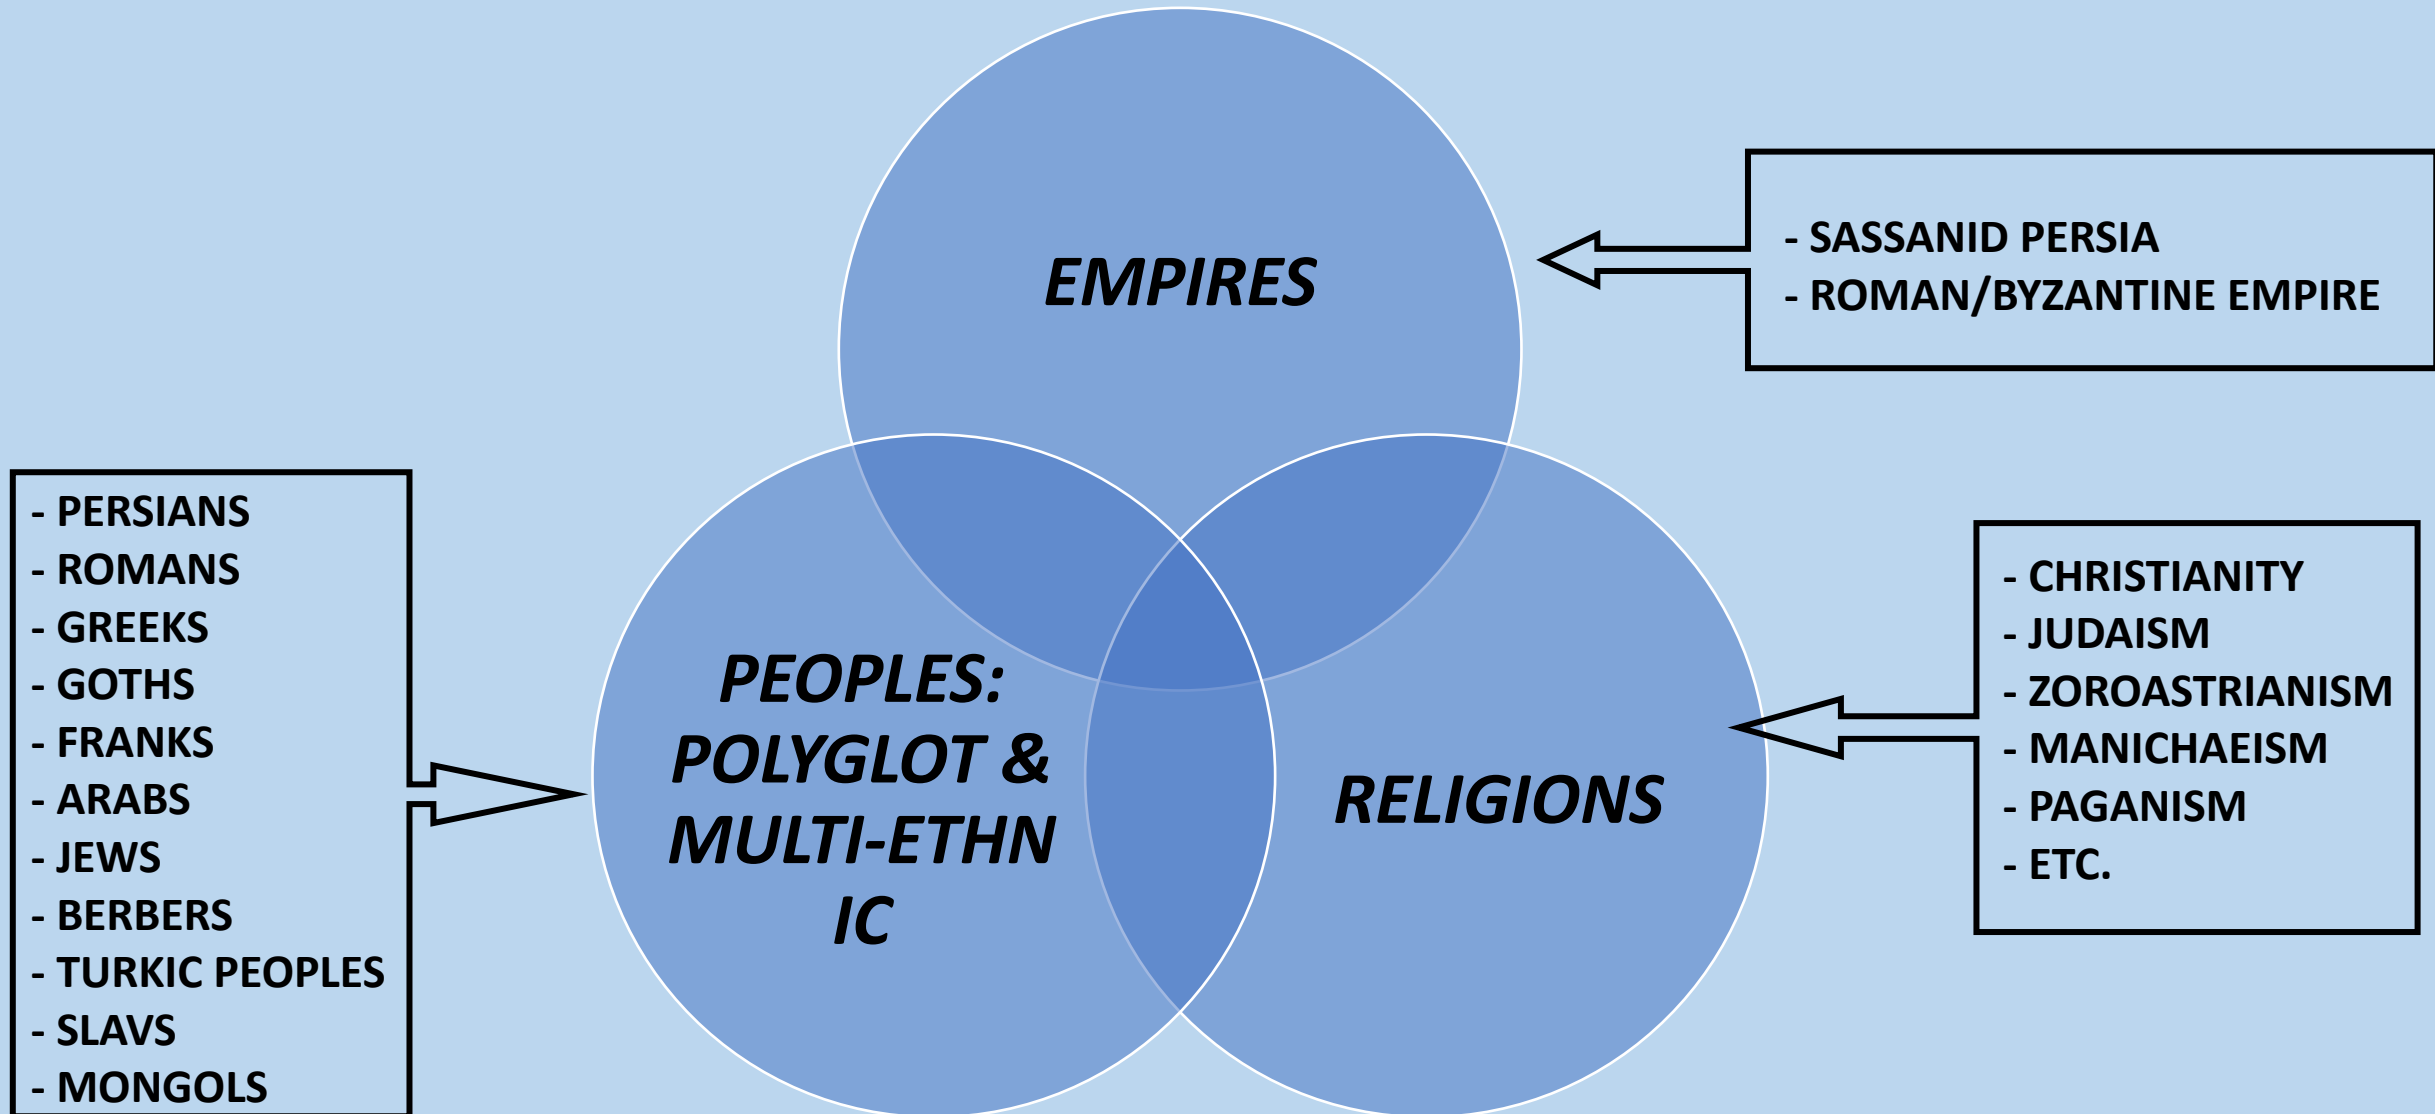 EMPIRES
- SASSANID PERSIA
- ROMAN/BYZANTINE EMPIRE
- PERSIANS
- ROMANS
- GREEKS
- GOTHS
- FRANKS
- ARABS
- JEWS
- BERBERS
- TURKIC PEOPLES
- SLAVS
- MONGOLS
PEOPLES:
POLYGLOT &
MULTI-ETHN
IC
RELIGIONS
- CHRISTIANITY
- JUDAISM
- ZOROASTRIANISM
- MANICHAEISM
- PAGANISM
- ETC.